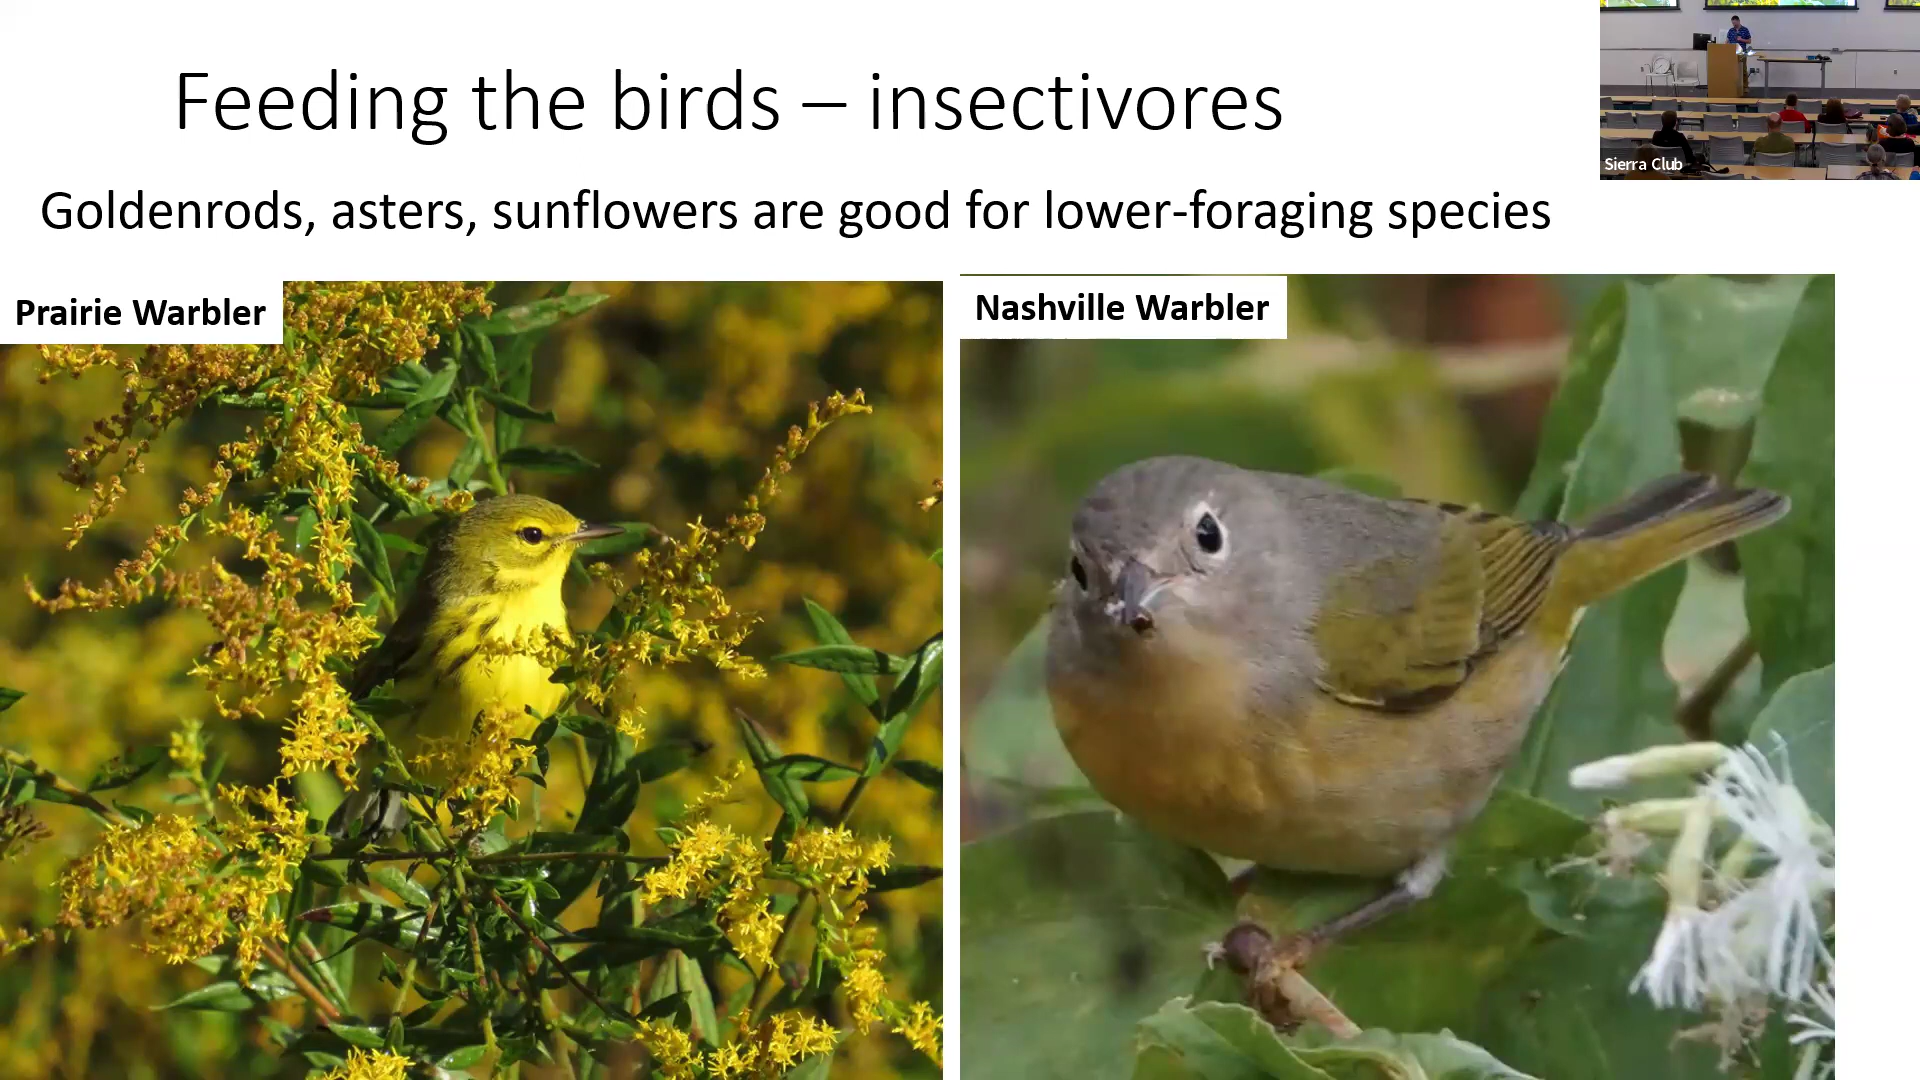 Feeding the birds – insectivores
Sierra Club
Goldenrods, asters, sunflowers are good for lower-foraging species
Prairie Warbler
Nashville Warbler